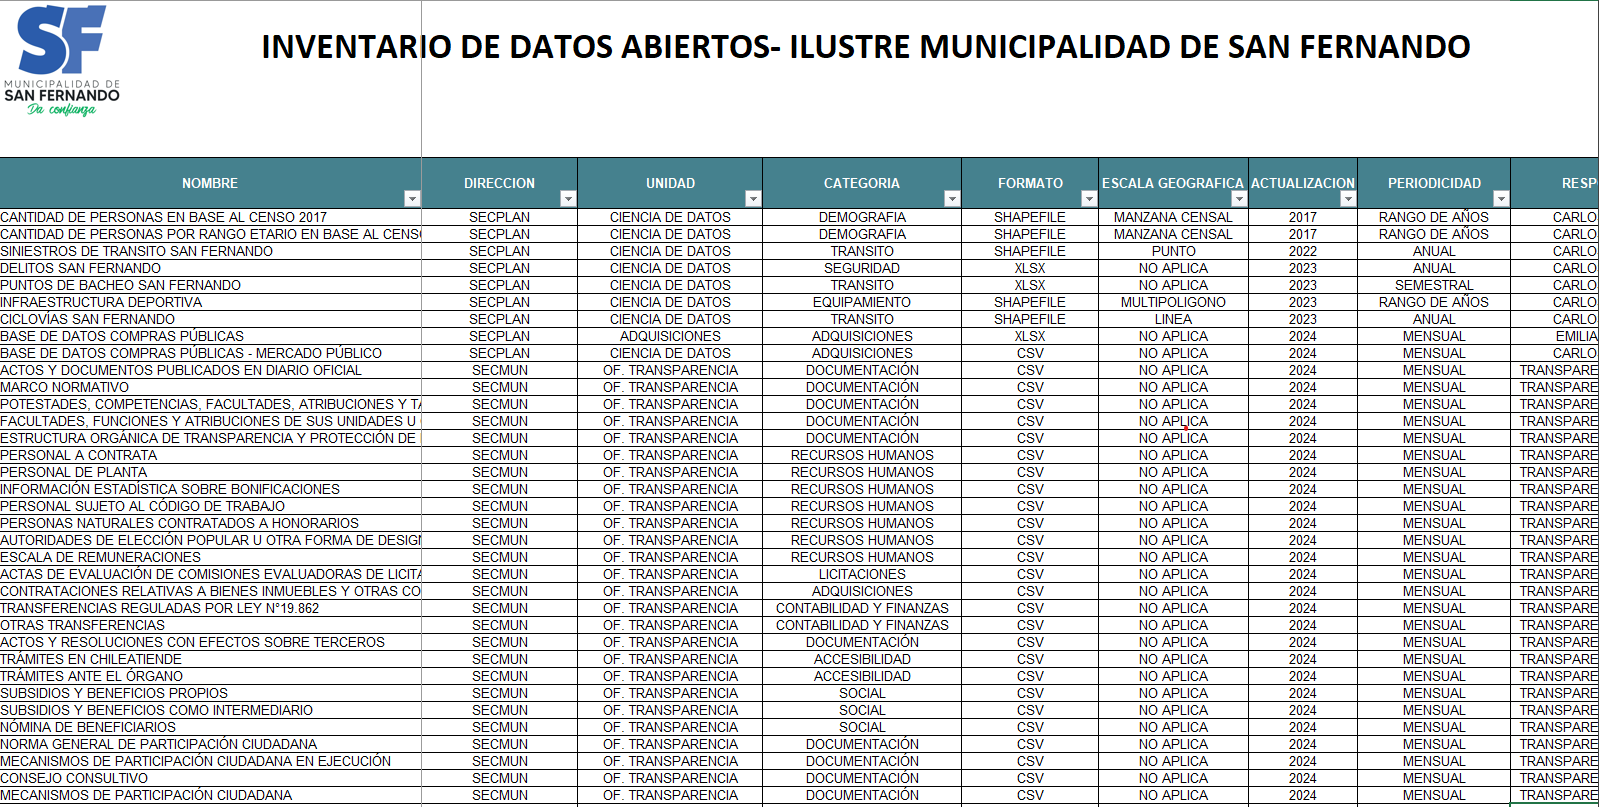 SF
MUNICIPALIDAD DE
SAN FERNANDO
Da confianza
INVENTARIO DE DATOS ABIERTOS- ILUSTRE MUNICIPALIDAD DE SAN FERNANDO
NOMBRE DIRECCION UNIDAD CATEGORIA FORMATO ESCALA GEOGRAFICA ACTUALIZACION PERIODICIDAD RESP
CANTIDAD DE PERSONAS EN BASE AL CENSO 2017 SECPLAN CIENCIA DE DATOS DEMOGRAFIA SHAPEFILE MANZANA CENSAL 2017 RANGO DE AÑOS CARLO
CANTIDAD DE PERSONAS POR RANGO ETARIO EN BASE AL CENSO SECPLAN CIENCIA DE DATOS DEMOGRAFIA SHAPEFILE MANZANA CENSAL 2017 RANGO DE AÑOS CARLO
SINIESTROS DE TRANSITO SAN FERNANDO SECPLAN CIENCIA DE DATOS TRANSITO SHAPEFILE PUNTO 2022 ANUAL CARLO
DELITOS SAN FERNANDO SECPLAN CIENCIA DE DATOS SEGURIDAD XLSX NO APLICA 2023 ANUAL CARLO
PUNTOS DE BACHEO SAN FERNANDO SECPLAN CIENCIA DE DATOS TRANSITO XLSX NO APLICA 2023 SEMESTRAL CARLO
INFRAESTRUCTURA DEPORTIVA SECPLAN CIENCIA DE DATOS EQUIPAMIENTO SHAPEFILE MULTIPOLIGONO 2023 RANGO DE AÑOS CARLO
CICLOVÍAS SAN FERNANDO SECPLAN CIENCIA DE DATOS TRANSITO SHAPEFILE LINEA 2023 ANUAL CARLO
BASE DE DATOS COMPRAS PÚBLICAS SECPLAN ADQUISICIONES ADQUISICIONES XLSX NO APLICA 2024 MENSUAL EMILIA
BASE DE DATOS COMPRAS PÚBLICAS - MERCADO PÚBLICO SECPLAN CIENCIA DE DATOS ADQUISICIONES CSV NO APLICA 2024 MENSUAL CARLO
ACTOS Y DOCUMENTOS PUBLICADOS EN DIARIO OFICIAL SECMUN OF. TRANSPARENCIA DOCUMENTACIÓN CSV NO APLICA 2024 MENSUAL TRANSPARE
MARCO NORMATIVO SECMUN OF. TRANSPARENCIA DOCUMENTACIÓN CSV NO APLICA 2024 MENSUAL TRANSPARE
POTESTADES, COMPETENCIAS, FACULTADES, ATRIBUCIONES Y TA SECMUN OF. TRANSPARENCIA DOCUMENTACIÓN CSV NO APLICA 2024 MENSUAL TRANSPARE
FACULTADES, FUNCIONES Y ATRIBUCIONES DE SUS UNIDADES U SECMUN OF. TRANSPARENCIA DOCUMENTACIÓN CSV NO APLICA 2024 MENSUAL TRANSPARE
ESTRUCTURA ORGÁNICA DE TRANSPARENCIA Y PROTECCIÓN DE SECMUN OF. TRANSPARENCIA DOCUMENTACIÓN CSV NO APLICA 2024 MENSUAL TRANSPARE
PERSONAL A CONTRATA SECMUN OF. TRANSPARENCIA RECURSOS HUMANOS CSV NO APLICA 2024 MENSUAL TRANSPARE
PERSONAL DE PLANTA SECMUN OF. TRANSPARENCIA RECURSOS HUMANOS CSV NO APLICA 2024 MENSUAL TRANSPARE
INFORMACIÓN ESTADÍSTICA SOBRE BONIFICACIONES SECMUN OF. TRANSPARENCIA RECURSOS HUMANOS CSV NO APLICA 2024 MENSUAL TRANSPARE
PERSONAL SUJETO AL CÓDIGO DE TRABAJO SECMUN OF. TRANSPARENCIA RECURSOS HUMANOS CSV NO APLICA 2024 MENSUAL TRANSPARE
PERSONAS NATURALES CONTRATADOS A HONORARIOS SECMUN OF. TRANSPARENCIA RECURSOS HUMANOS CSV NO APLICA 2024 MENSUAL TRANSPARE
AUTORIDADES DE ELECCIÓN POPULAR U OTRA FORMA DE DESIGN SECMUN OF. TRANSPARENCIA RECURSOS HUMANOS CSV NO APLICA 2024 MENSUAL TRANSPARE
ESCALA DE REMUNERACIONES SECMUN OF. TRANSPARENCIA RECURSOS HUMANOS CSV NO APLICA 2024 MENSUAL TRANSPARE
ACTAS DE EVALUACIÓN DE COMISIONES EVALUADORAS DE LICITA SECMUN OF. TRANSPARENCIA LICITACIONES CSV NO APLICA 2024 MENSUAL TRANSPARE
CONTRATACIONES RELATIVAS A BIENES INMUEBLES Y OTRAS CO SECMUN OF. TRANSPARENCIA ADQUISICIONES CSV NO APLICA 2024 MENSUAL TRANSPARE
TRANSFERENCIAS REGULADAS POR LEY N°19.862 SECMUN OF. TRANSPARENCIA CONTABILIDAD Y FINANZAS CSV NO APLICA 2024 MENSUAL TRANSPARE
OTRAS TRANSFERENCIAS SECMUN OF. TRANSPARENCIA CONTABILIDAD Y FINANZAS CSV NO APLICA 2024 MENSUAL TRANSPARE
ACTOS Y RESOLUCIONES CON EFECTOS SOBRE TERCEROS SECMUN OF. TRANSPARENCIA DOCUMENTACIÓN CSV NO APLICA 2024 MENSUAL TRANSPARE
TRÁMITES EN CHILEATIENDE SECMUN OF. TRANSPARENCIA ACCESIBILIDAD CSV NO APLICA 2024 MENSUAL TRANSPARE
TRÁMITES ANTE EL ÓRGANO SECMUN OF. TRANSPARENCIA ACCESIBILIDAD CSV NO APLICA 2024 MENSUAL TRANSPARE
SUBSIDIOS Y BENEFICIOS PROPIOS SECMUN OF. TRANSPARENCIA SOCIAL CSV NO APLICA 2024 MENSUAL TRANSPARE
SUBSIDIOS Y BENEFICIOS COMO INTERMEDIARIO SECMUN OF. TRANSPARENCIA SOCIAL CSV NO APLICA 2024 MENSUAL TRANSPARE
NÓMINA DE BENEFICIARIOS SECMUN OF. TRANSPARENCIA SOCIAL CSV NO APLICA 2024 MENSUAL TRANSPARE
NORMA GENERAL DE PARTICIPACIÓN CIUDADANA SECMUN OF. TRANSPARENCIA DOCUMENTACIÓN CSV NO APLICA 2024 MENSUAL TRANSPARE
MECANISMOS DE PARTICIPACIÓN CIUDADANA EN EJECUCIÓN SECMUN OF. TRANSPARENCIA DOCUMENTACIÓN CSV NO APLICA 2024 MENSUAL TRANSPARE
CONSEJO CONSULTIVO SECMUN OF. TRANSPARENCIA DOCUMENTACIÓN CSV NO APLICA 2024 MENSUAL TRANSPARE
MECANISMOS DE PARTICIPACIÓN CIUDADANA SECMUN OF. TRANSPARENCIA DOCUMENTACIÓN CSV NO APLICA 2024 MENSUAL TRANSPARE